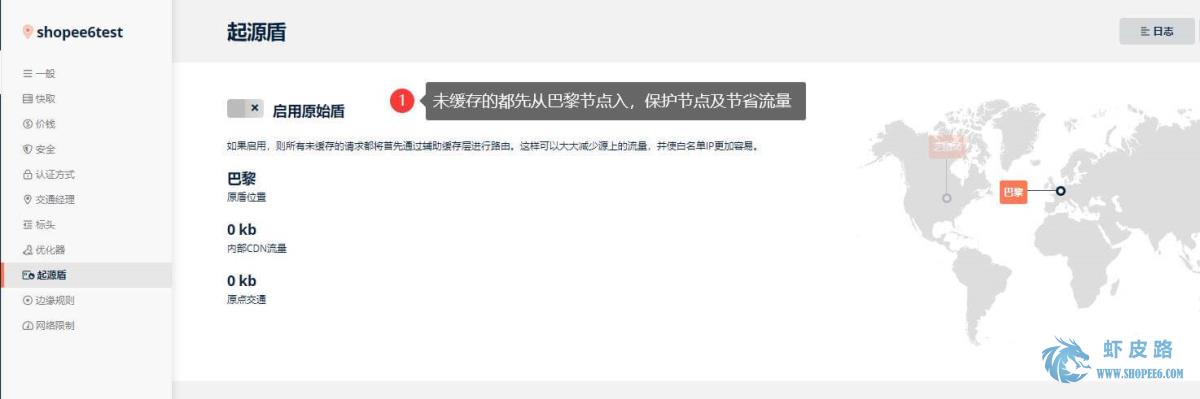 shopee6test
一般
快取
价钱
安全
认证方式
交通经理
标头
优化器
起源盾
边缘规则
网络限制
起源盾
日志
启用原始盾
1
未缓存的都先从巴黎节点入，保护节点及节省流量
如果启用，则所有未缓存的请求都将首先通过辅助缓存层进行路由。这样可以大大减少源上的流量，并使白名单IP更加容易。
巴黎
原盾位置
0 kb
内部CDN流量
0 kb
原点交通
芝加哥
巴黎
虾皮路
WWW.SHOPEE6.COM